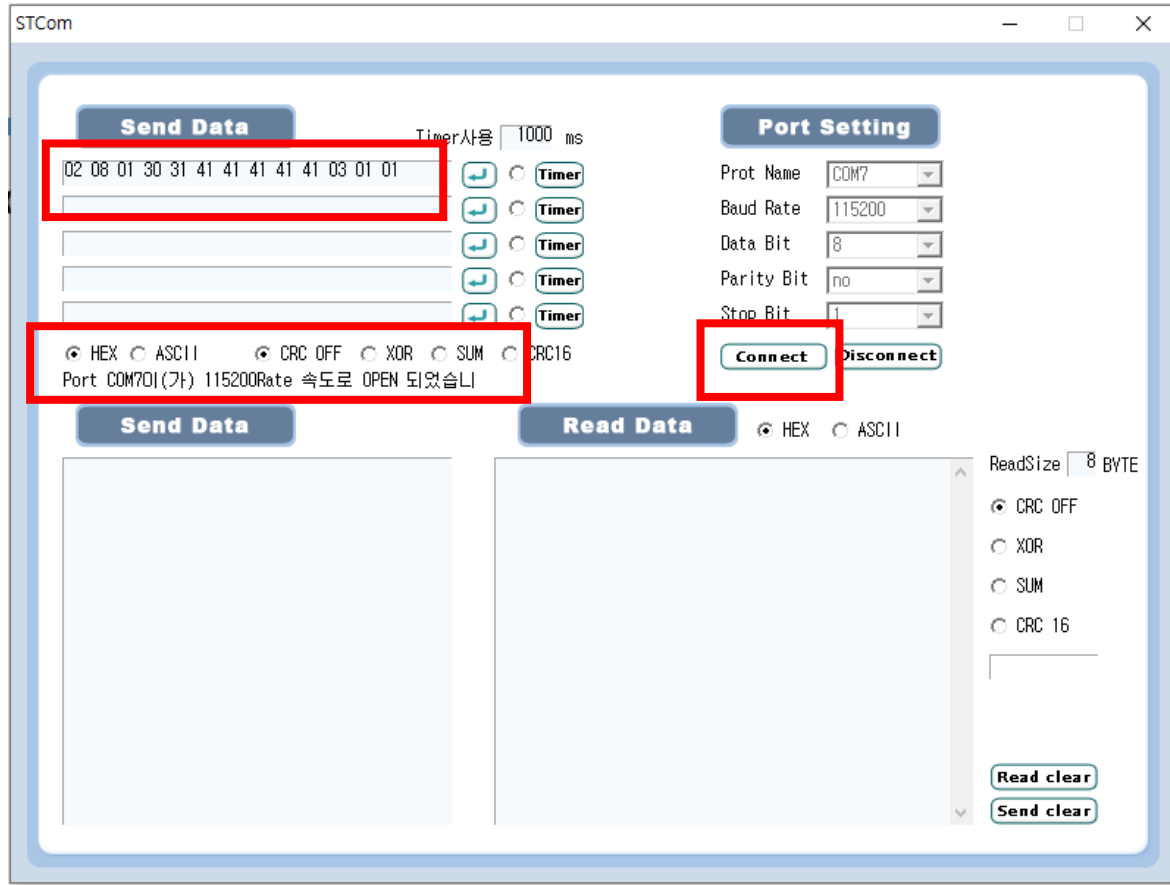 STCom
Send Data
Timer사용 1000 ms
02 08 01 30 31 41 41 41 41 41 03 01 01
Timer
Timer
Timer
Timer
Timer
HEX ASCII CRC OFF XOR SUM CRC16
Port COM7이(가) 115200Rate 속도로 OPEN 되었습니
Port Setting
Prot Name COM7
Baud Rate 115200
Data Bit 8
Parity Bit no
Stop Bit 1
Connect Disconnect
Send Data
Read Data HEX ASCII
ReadSize 8 BYTE
CRC OFF
XOR
SUM
CRC 16
Read clear
Send clear